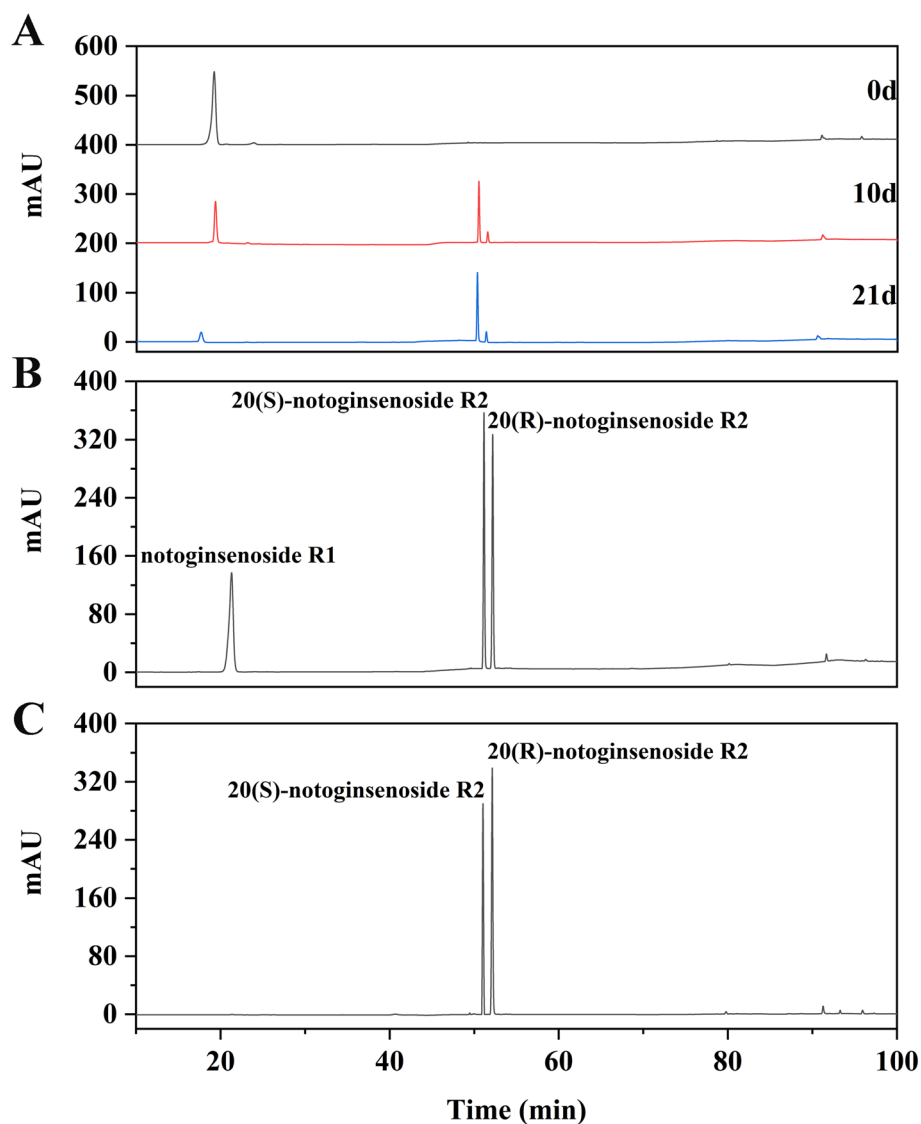 A
600
500
400
300
200
100
0
mAU
0d
10d
21d
B
400
320
240
160
80
0
mAU
20(S)-notoginsenoside R2
20(R)-notoginsenoside R2
notoginsenoside R1
C
400
320
240
160
80
0
mAU
20(R)-notoginsenoside R2
20(S)-notoginsenoside R2
20 40 60 80 100
Time (min)